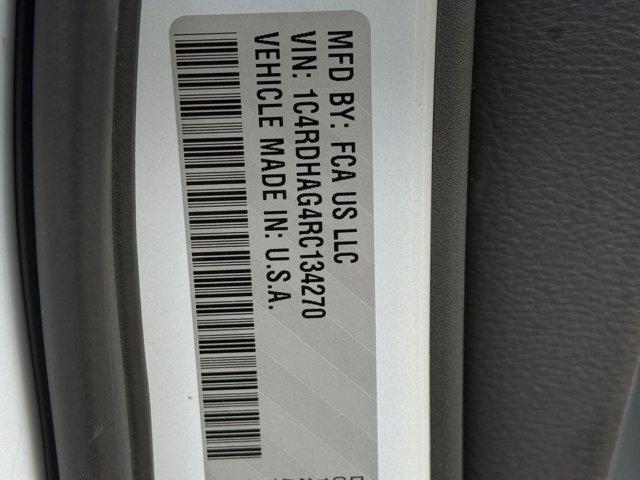 MFD BY: FCA US LLC
VIN: 1C4RDHAG4RC134270
VEHICLE MADE IN: U.S.A.